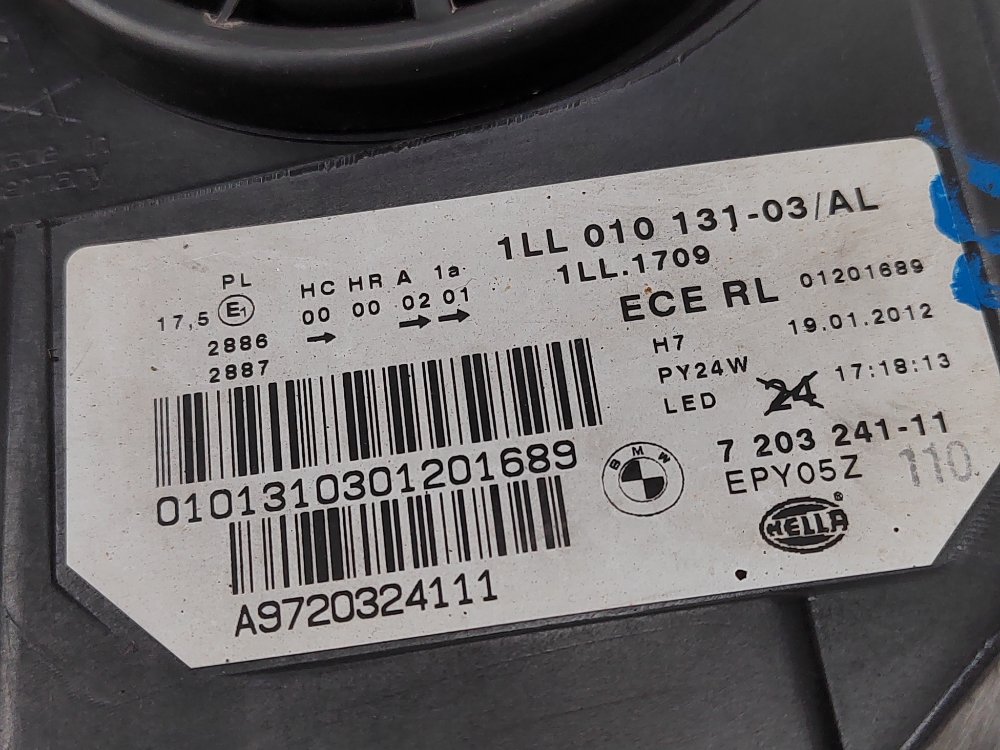 1LL 010 131-03/AL
1LL.1709
PL
HC HR A 1a
17,5 E1 00 00 02 01
2886
2887
ECE RL 01201689
H7 19.01.2012
PY24W 17:18:13
LED 24
0101310301201689
BMW
7 203 241-11
EPY05Z 110
HELLA®
A9720324111